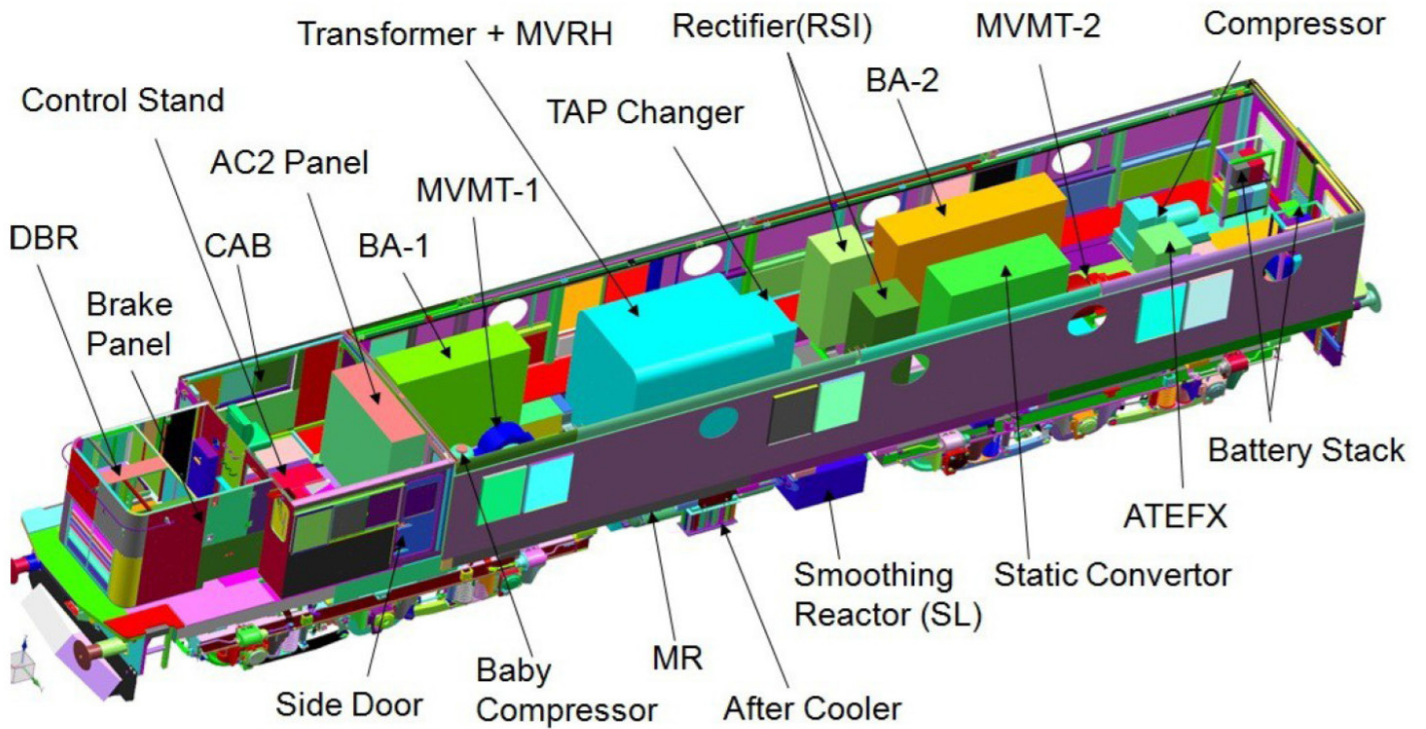 Transformer + MVRH
Rectifier(RSI)
MVMT-2
Compressor
Control Stand
TAP Changer
BA-2
AC2 Panel
MVMT-1
DBR
CAB
BA-1
Brake
Panel
Battery Stack
ATEFX
Smoothing
Reactor (SL)
Static Convertor
MR
Baby
Compressor
Side Door
After Cooler